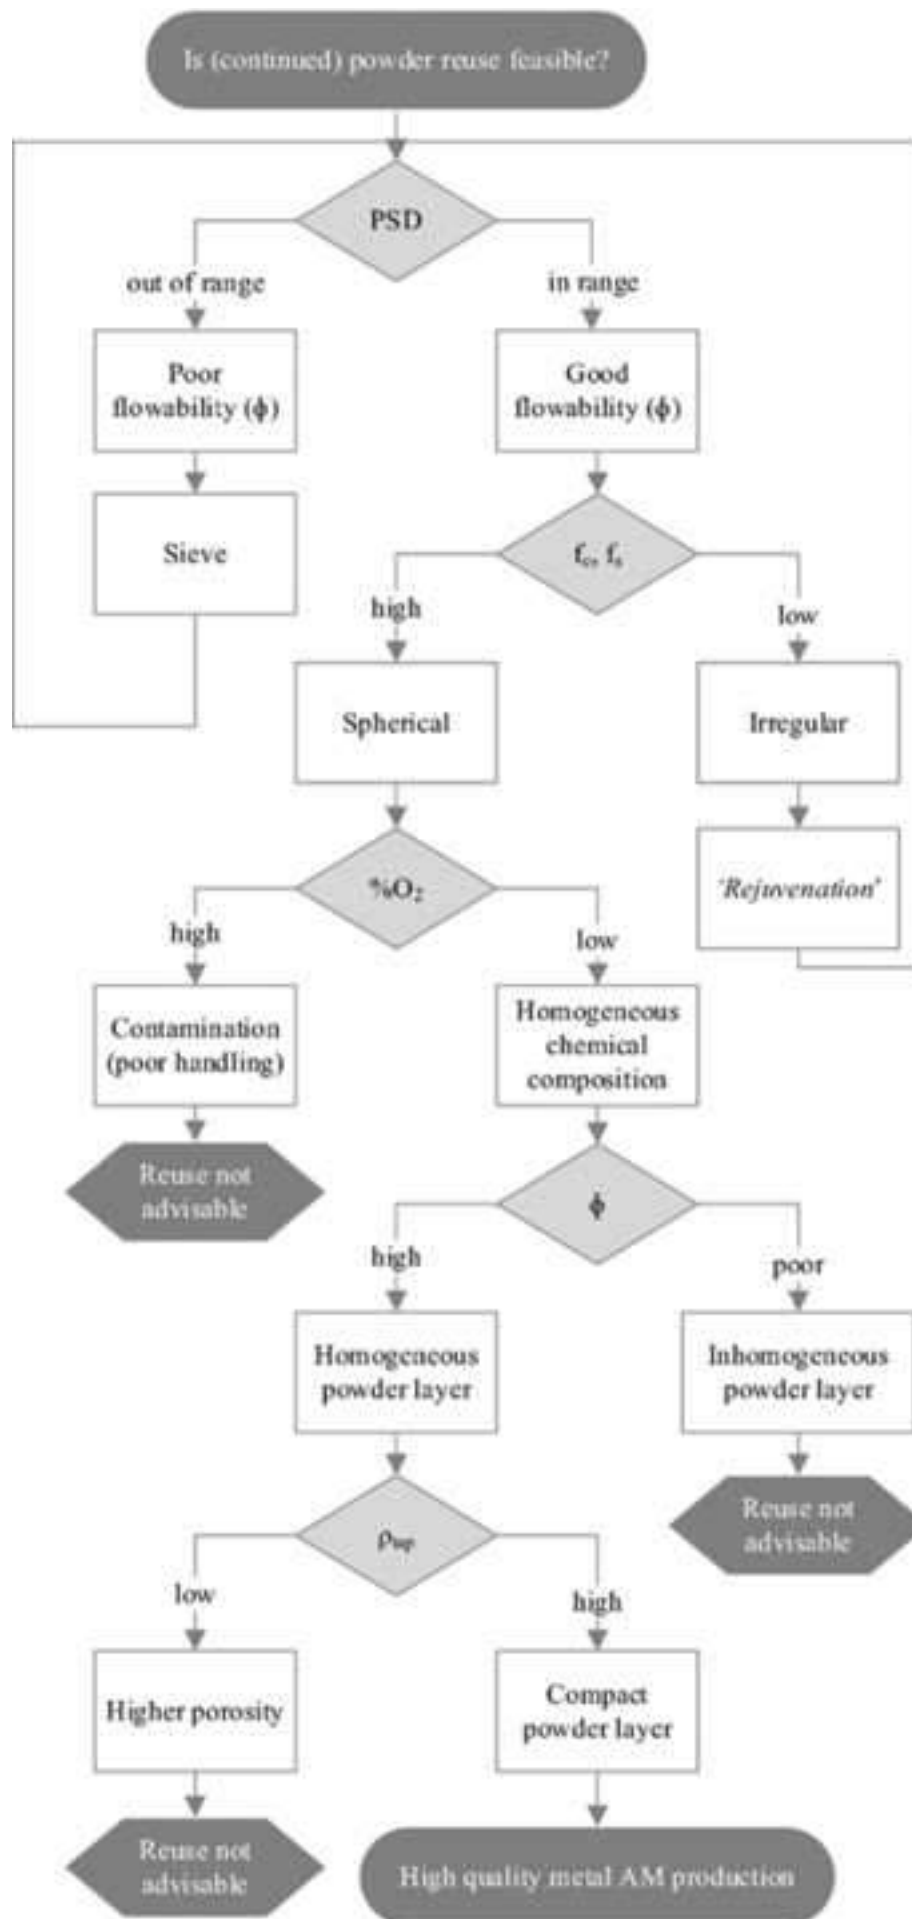 Is (continued) powder reuse feasible?
PSD
out of range
in range
Poor
flowability (ϕ)
Good
flowability (ϕ)
Sieve
f꜀, fₛ
high
low
Spherical
Irregular
%O₂
'Rejuvenation'
high
low
Contamination
(poor handling)
Homogeneous
chemical
composition
Reuse not
advisable
ϕ
high
poor
Homogeneous
powder layer
Inhomogeneous
powder layer
Reuse not
advisable
low
high
Higher porosity
Compact
powder layer
Reuse not
advisable
High quality metal AM production